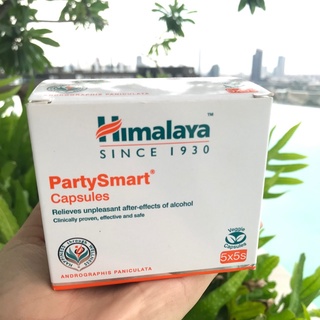 Himalaya™
SINCE 1930
PartySmart®
Capsules
Relieves unpleasant after-effects of alcohol
Clinically proven, effective and safe
Veggie
Capsules
5x5s
ANDROGRAPHIS PANICULATA